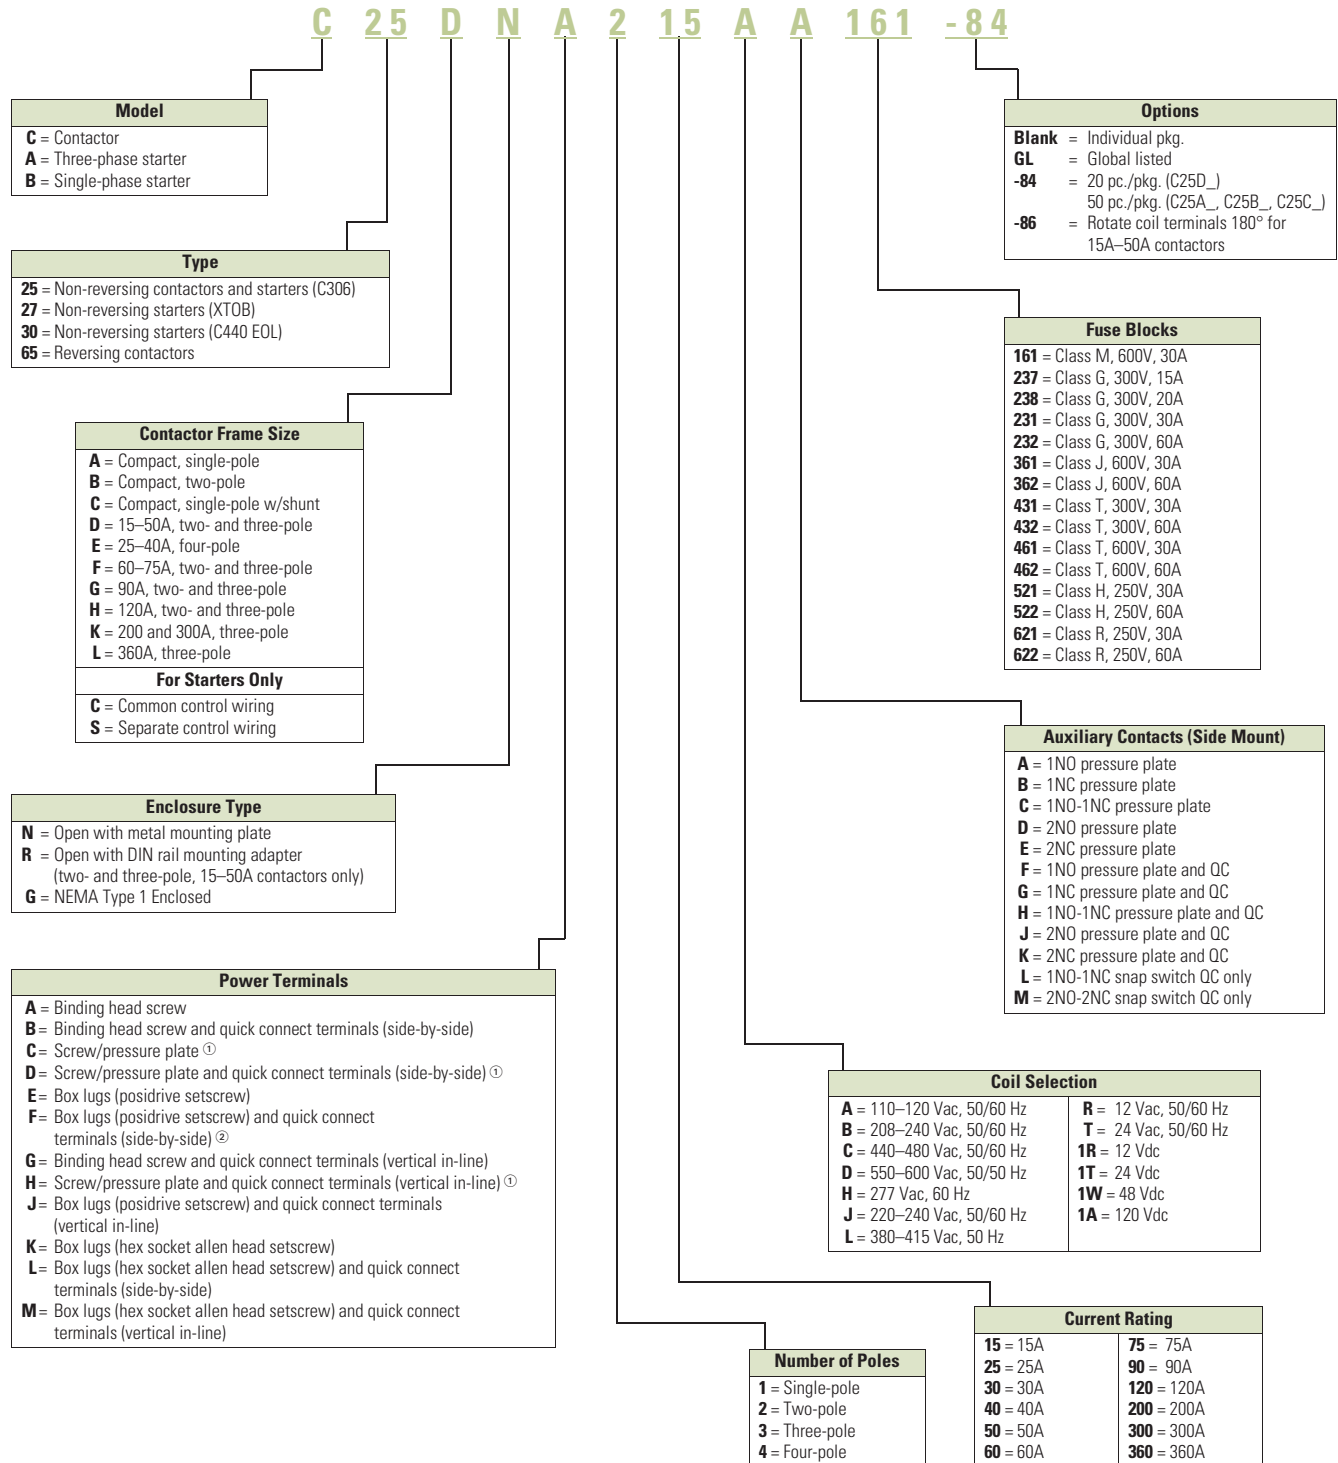 C 25 D N A 2 15 A A 161 -84
Model
C = Contactor
A = Three-phase starter
B = Single-phase starter
Type
25 = Non-reversing contactors and starters (C306)
27 = Non-reversing starters (XTOB)
30 = Non-reversing starters (C440 EOL)
65 = Reversing contactors
Contactor Frame Size
A = Compact, single-pole
B = Compact, two-pole
C = Compact, single-pole w/shunt
D = 15–50A, two- and three-pole
E = 25–40A, four-pole
F = 60–75A, two- and three-pole
G = 90A, two- and three-pole
H = 120A, two- and three-pole
K = 200 and 300A, three-pole
L = 360A, three-pole
For Starters Only
C = Common control wiring
S = Separate control wiring
Enclosure Type
N = Open with metal mounting plate
R = Open with DIN rail mounting adapter
(two- and three-pole, 15–50A contactors only)
G = NEMA Type 1 Enclosed
Power Terminals
A = Binding head screw
B = Binding head screw and quick connect terminals (side-by-side)
C = Screw/pressure plate ①
D = Screw/pressure plate and quick connect terminals (side-by-side) ①
E = Box lugs (posidrive setscrew)
F = Box lugs (posidrive setscrew) and quick connect
terminals (side-by-side) ②
G = Binding head screw and quick connect terminals (vertical in-line)
H = Screw/pressure plate and quick connect terminals (vertical in-line) ①
J = Box lugs (posidrive setscrew) and quick connect terminals
(vertical in-line)
K = Box lugs (hex socket allen head setscrew)
L = Box lugs (hex socket allen head setscrew) and quick connect
terminals (side-by-side)
M = Box lugs (hex socket allen head setscrew) and quick connect
terminals (vertical in-line)
Options
Blank = Individual pkg.
GL = Global listed
-84 = 20 pc./pkg. (C25D_)
50 pc./pkg. (C25A_, C25B_, C25C_)
-86 = Rotate coil terminals 180° for
15A–50A contactors
Fuse Blocks
161 = Class M, 600V, 30A
237 = Class G, 300V, 15A
238 = Class G, 300V, 20A
231 = Class G, 300V, 30A
232 = Class G, 300V, 60A
361 = Class J, 600V, 30A
362 = Class J, 600V, 60A
431 = Class T, 300V, 30A
432 = Class T, 300V, 60A
461 = Class T, 600V, 30A
462 = Class T, 600V, 60A
521 = Class H, 250V, 30A
522 = Class H, 250V, 60A
621 = Class R, 250V, 30A
622 = Class R, 250V, 60A
Auxiliary Contacts (Side Mount)
A = 1NO pressure plate
B = 1NC pressure plate
C = 1NO-1NC pressure plate
D = 2NO pressure plate
E = 2NC pressure plate
F = 1NO pressure plate and QC
G = 1NC pressure plate and QC
H = 1NO-1NC pressure plate and QC
J = 2NO pressure plate and QC
K = 2NC pressure plate and QC
L = 1NO-1NC snap switch QC only
M = 2NO-2NC snap switch QC only
Coil Selection
A = 110–120 Vac, 50/60 Hz
B = 208–240 Vac, 50/60 Hz
C = 440–480 Vac, 50/60 Hz
D = 550–600 Vac, 50/50 Hz
H = 277 Vac, 60 Hz
J = 220–240 Vac, 50/60 Hz
L = 380–415 Vac, 50 Hz
R = 12 Vac, 50/60 Hz
T = 24 Vac, 50/60 Hz
1R = 12 Vdc
1T = 24 Vdc
1W = 48 Vdc
1A = 120 Vdc
Number of Poles
1 = Single-pole
2 = Two-pole
3 = Three-pole
4 = Four-pole
Current Rating
15 = 15A
25 = 25A
30 = 30A
40 = 40A
50 = 50A
60 = 60A
75 = 75A
90 = 90A
120 = 120A
200 = 200A
300 = 300A
360 = 360A